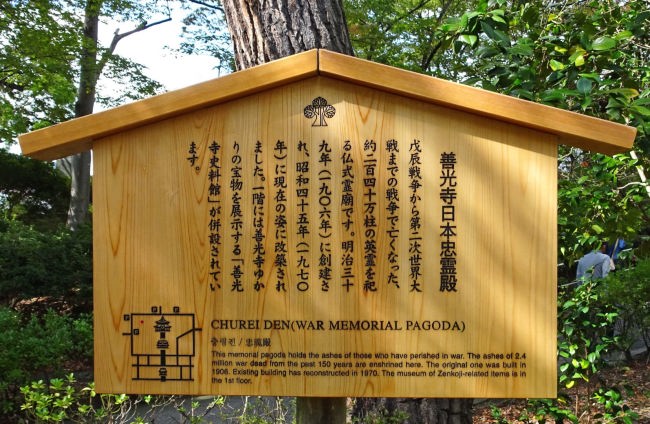 善光寺日本忠霊殿
戊辰戦争から第二次世界大
戦までの戦争で亡くなった、
約二百四十万柱の英霊を祀
る仏式霊廟です。明治三十
九年(一九〇六年)に創建さ
れ、昭和四十五年(一九七〇
年)に現在の姿に改築され
ました。一階には善光寺ゆか
りの宝物を展示する「善光
寺史料館」が併設されてい
ます。
CHUREI DEN(WAR MEMORIAL PAGODA)
충령전/忠靈殿
This memorial pagoda holds the ashes of those who have perished in war. The ashes of 2.4
million war dead from the past 150 years are enshrined here. The original one was built in
1906. Existing building has reconstructed in 1970. The museum of Zenkoji-related items is in
the 1st floor.